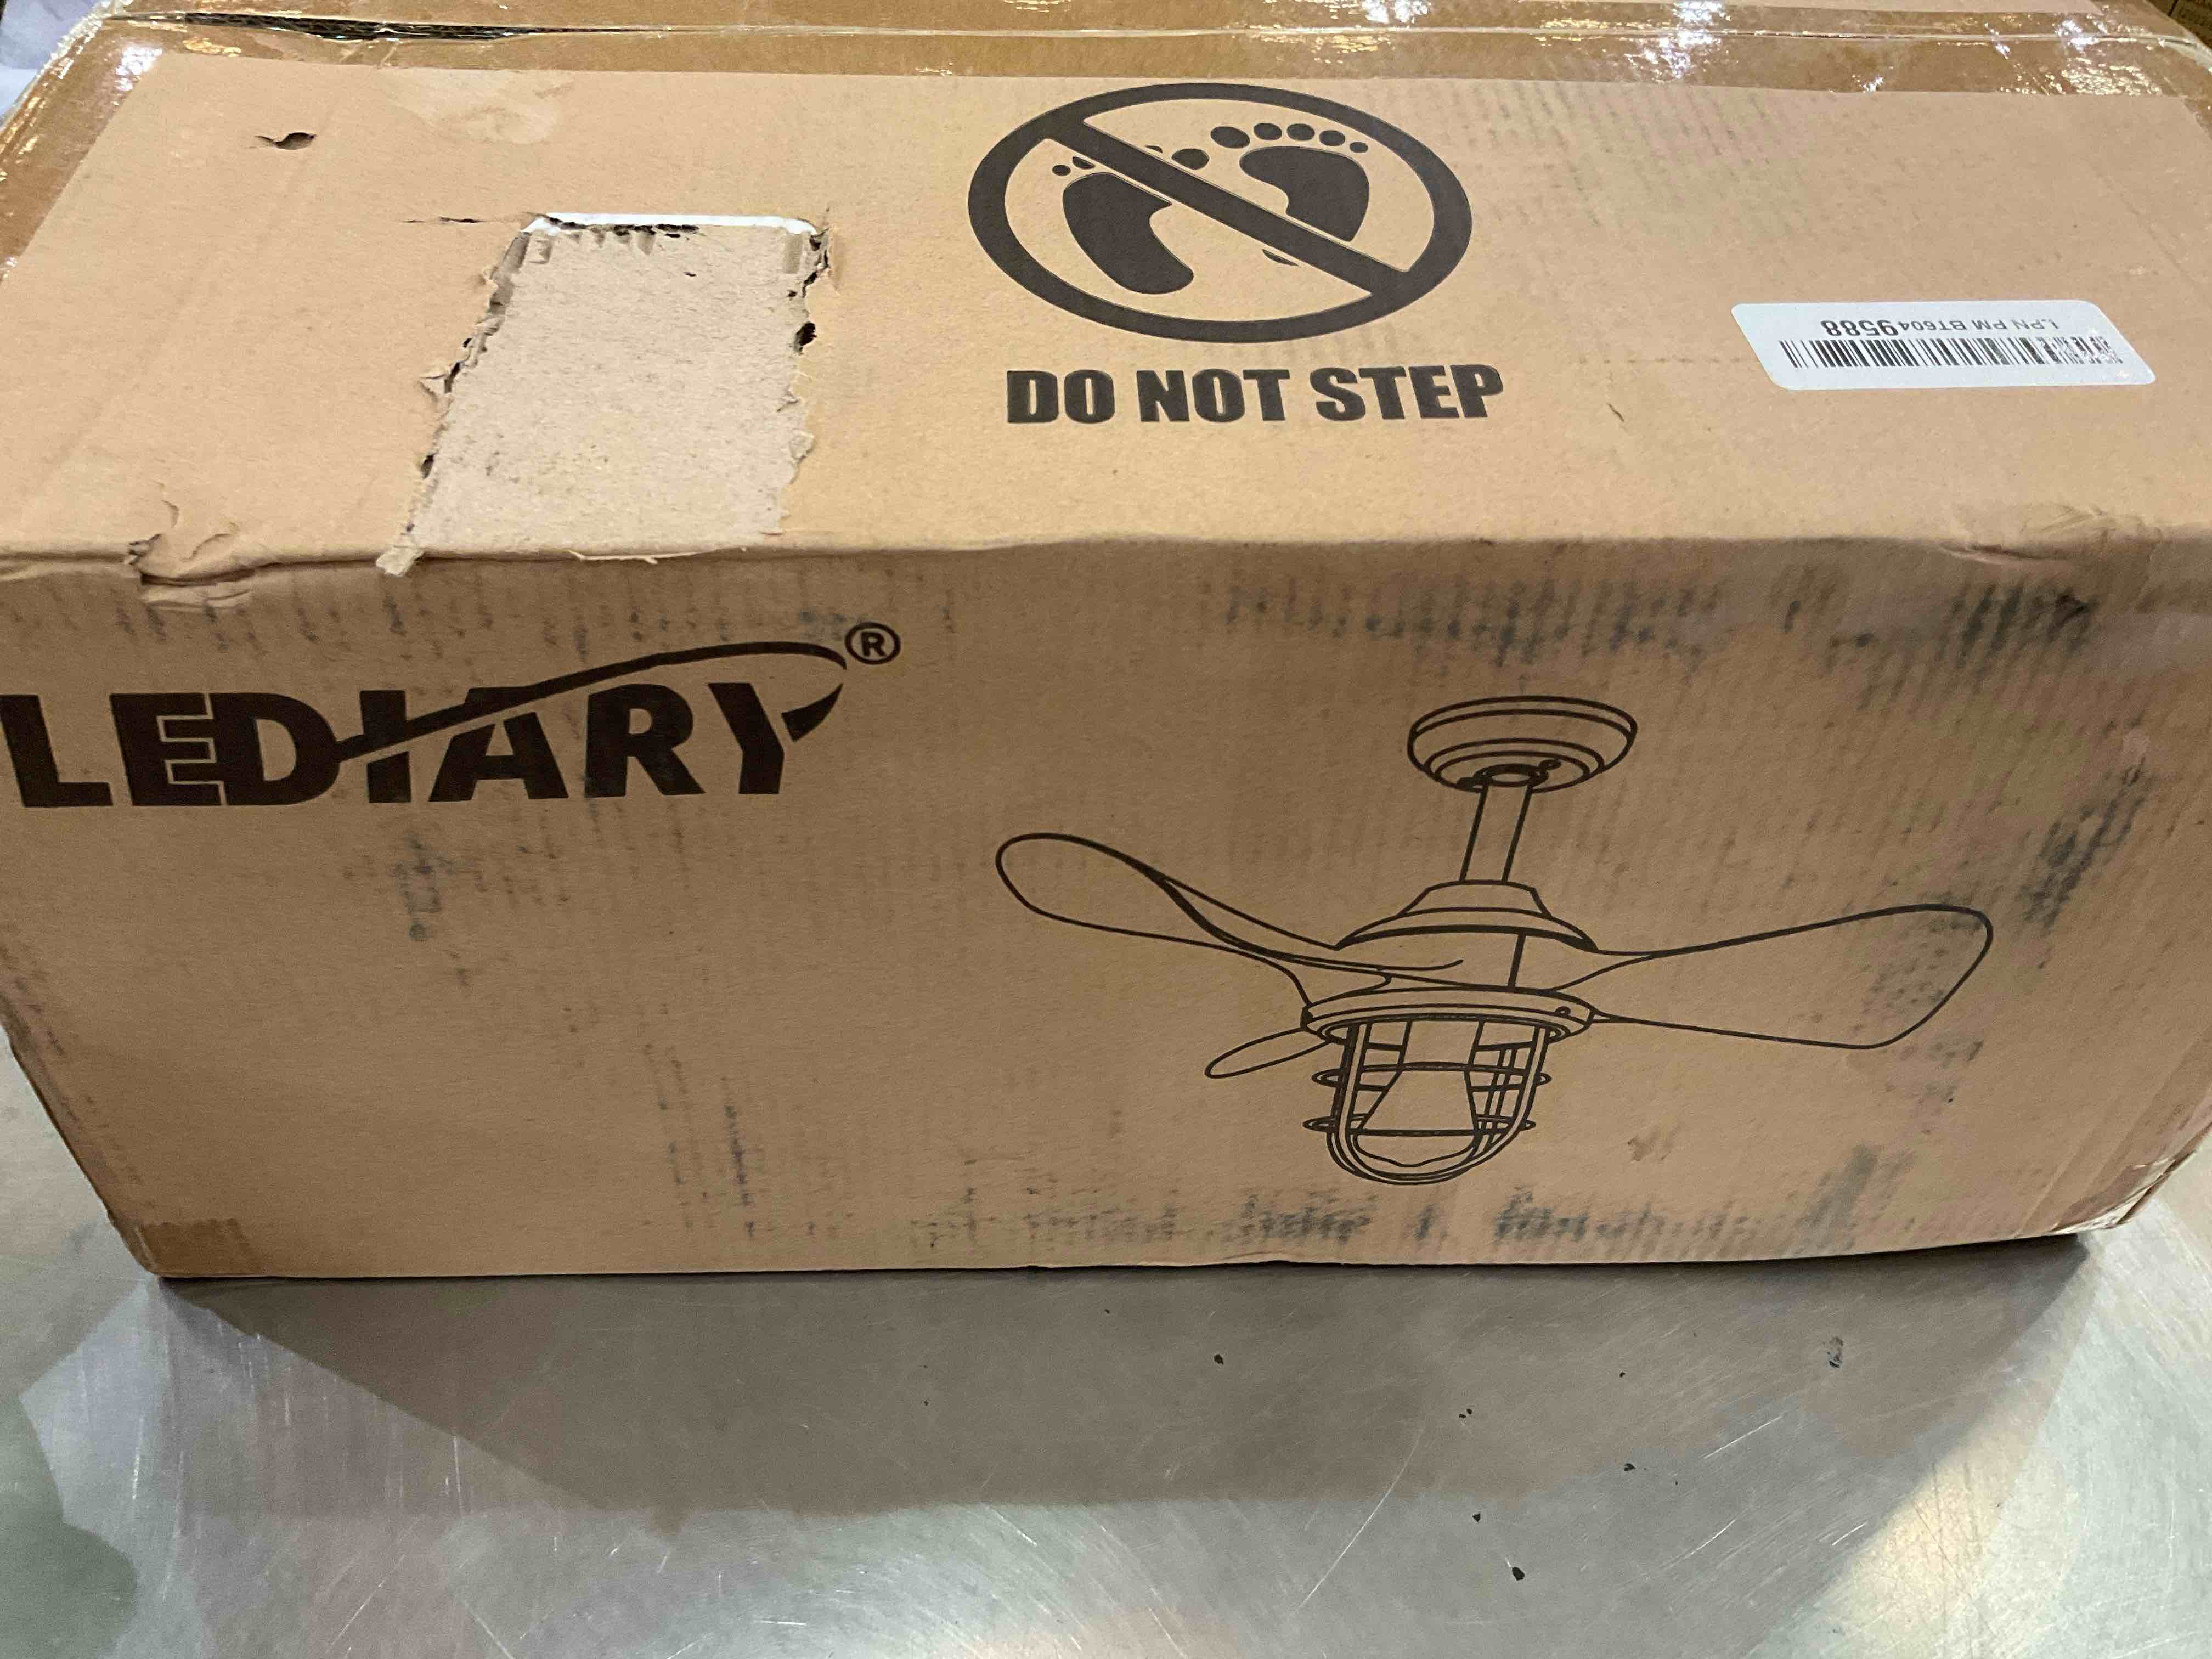 DO NOT STEP
LPN PM BT6049588
LEDIARY®